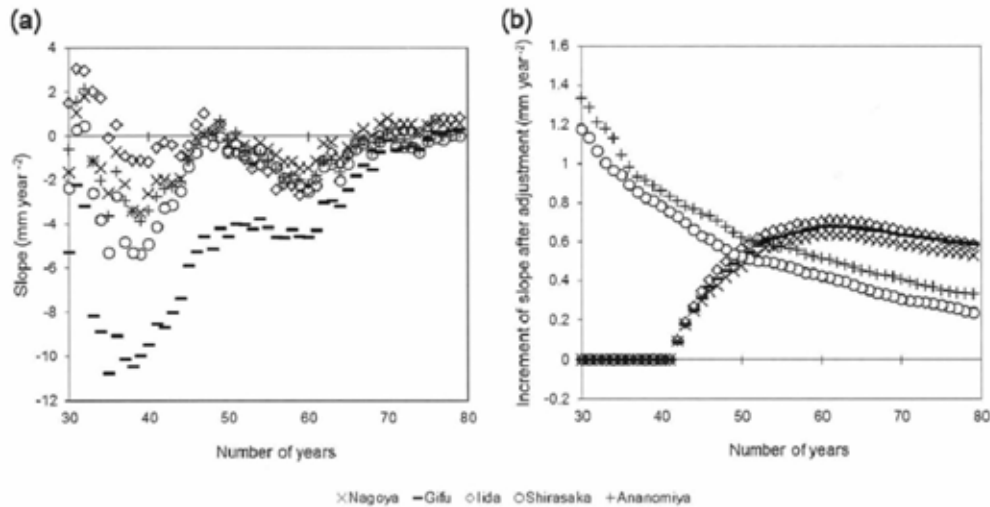 (a)
4
2
0
-2
-4
-6
-8
-10
-12
Slope (mm year -2)
30 40 50 60 70 80
Number of years
(b)
1.6
1.4
1.2
1
0.8
0.6
0.4
0.2
0
-0.2
Increment of slope after adjustment (mm year-2)
30 40 50 60 70 80
Number of years
×Nagoya −Gifu ◇Iida ○Shirasaka +Ananomiya